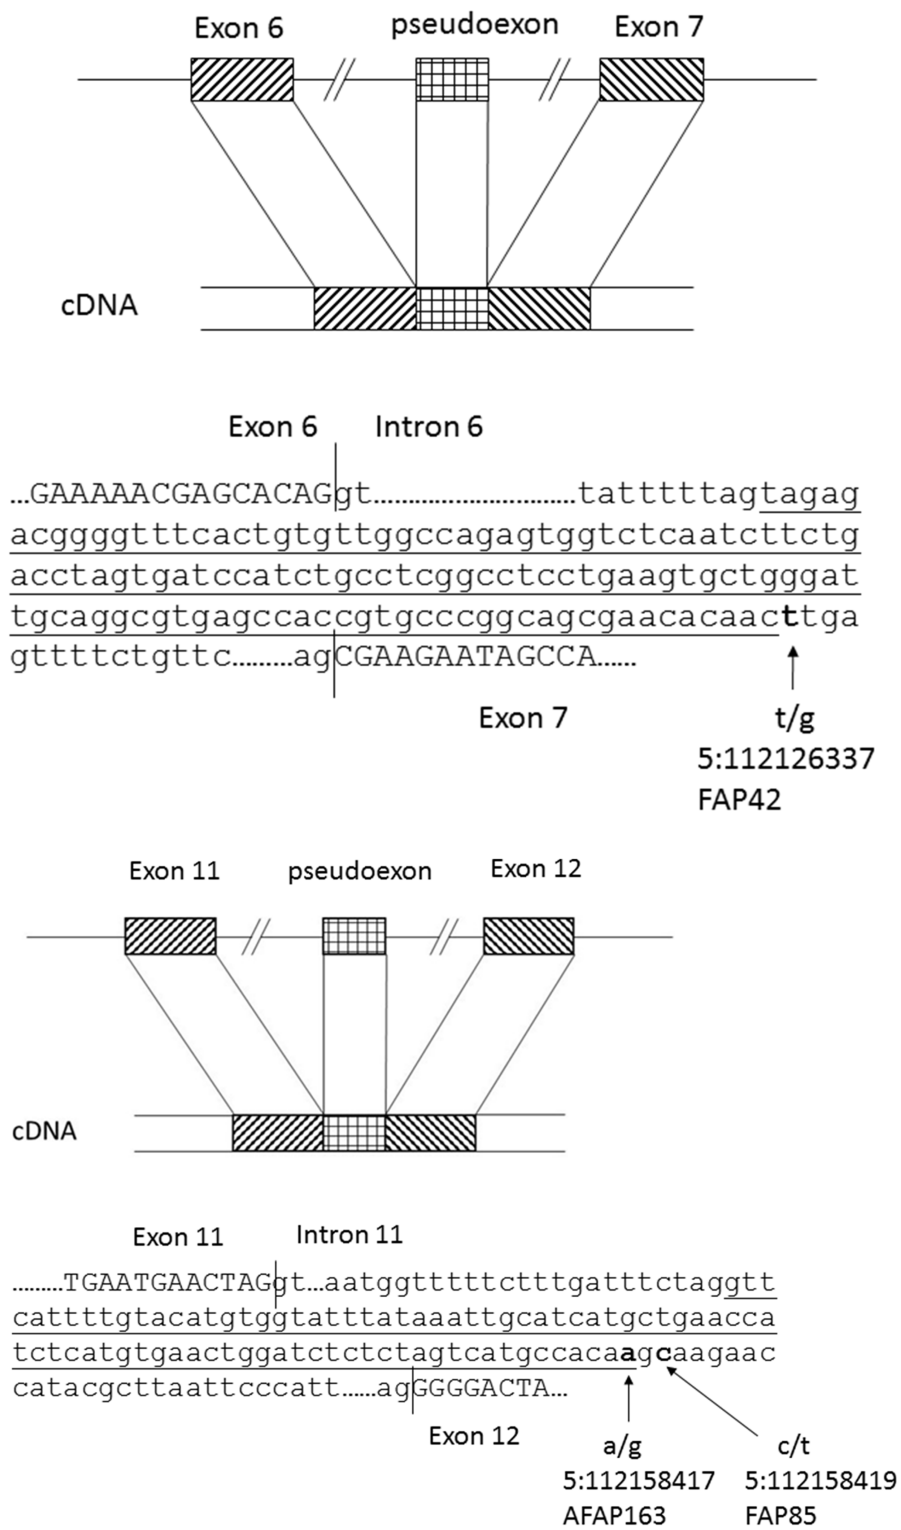 Exon 6 pseudoexon Exon 7
cDNA
Exon 6 Intron 6
...GAAAAACGAGCACAGgt.............................tatttttagtagag
acggggtttcactgtgttggccagagtggtctcaatcttctg
acctagtgatccatctgcctcggcctcctgaagtgctgggat
tgcaggcgtgagccaccgtgcccggcagcgaacacaacttga
gttttctgttc.........agCGAAGAATAGCCA......
Exon 7
t/g
5:112126337
FAP42
Exon 11 pseudoexon Exon 12
cDNA
Exon 11 Intron 11
.........TGAATGAACTAGgt...aatggtttttctttgatttctaggtt
cattttgtacatgtggtatttataaattgcatcatgctgaacca
tctcatgtgaactggatctctctagtcatgccacaagcaagaac
catacgcttaattcccatt......agGGGGACTA...
Exon 12
a/g c/t
5:112158417 5:112158419
AFAP163 FAP85